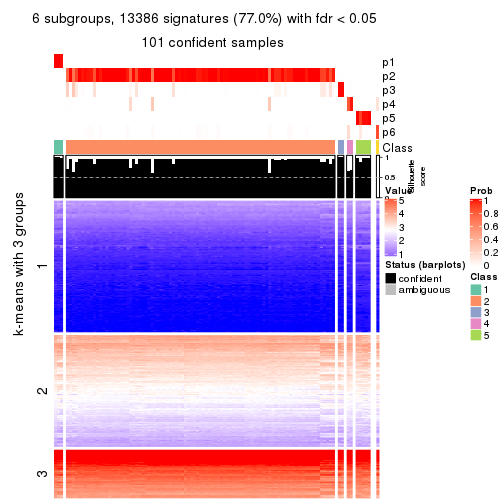 6 subgroups, 13386 signatures (77.0%) with fdr < 0.05
101 confident samples
p1
p2
p3
p4
p5
p6
Class
1
0.5
0
Silhouette
score
k-means with 3 groups
1
2
3
Value
5
4
3
2
1
Status (barplots)
confident
ambiguous
Prob
1
0.8
0.6
0.4
0.2
0
Class
1
2
3
4
5